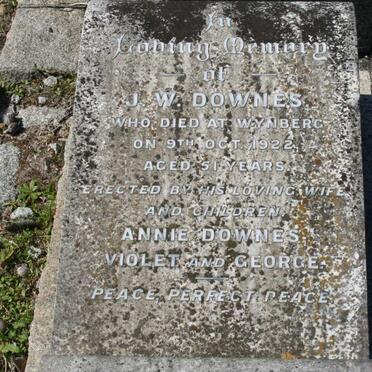 In
Loving Memory
of
J. W. DOWNES
WHO DIED AT WYNBERG
ON 9TH OCT. 1922,
AGED 51 YEARS.
ERECTED BY HIS LOVING WIFE
AND CHILDREN
ANNIE DOWNES,
VIOLET AND GEORGE.
PEACE, PERFECT PEACE.